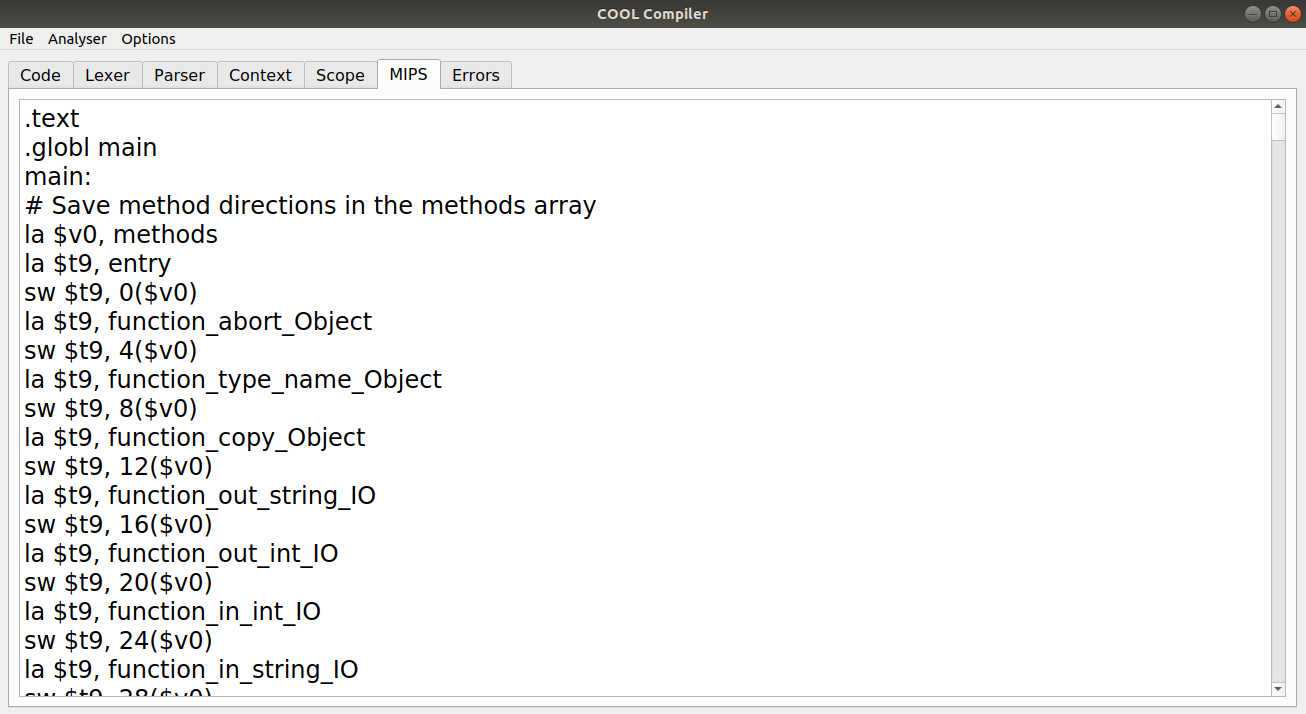 COOL Compiler
File Analyser Options
Code Lexer Parser Context Scope MIPS Errors
.text
.globl main
main:
# Save method directions in the methods array
la $v0, methods
la $t9, entry
sw $t9, 0($v0)
la $t9, function_abort_Object
sw $t9, 4($v0)
la $t9, function_type_name_Object
sw $t9, 8($v0)
la $t9, function_copy_Object
sw $t9, 12($v0)
la $t9, function_out_string_IO
sw $t9, 16($v0)
la $t9, function_out_int_IO
sw $t9, 20($v0)
la $t9, function_in_int_IO
sw $t9, 24($v0)
la $t9, function_in_string_IO
sw $t9, 28($v0)